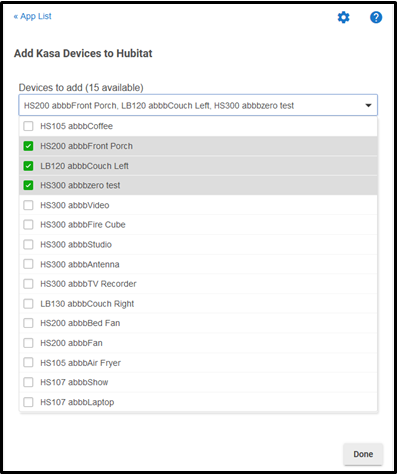 « App List
Add Kasa Devices to Hubitat
Devices to add (15 available)
HS200 abbbFront Porch, LB120 abbbCouch Left, HS300 abbbzero test
HS105 abbbCoffee
HS200 abbbFront Porch
LB120 abbbCouch Left
HS300 abbbzero test
HS300 abbbVideo
HS300 abbbFire Cube
HS300 abbbStudio
HS300 abbbAntenna
HS300 abbbTV Recorder
LB130 abbbCouch Right
HS200 abbbBed Fan
HS200 abbbFan
HS105 abbbAir Fryer
HS107 abbbShow
HS107 abbbLaptop
Done